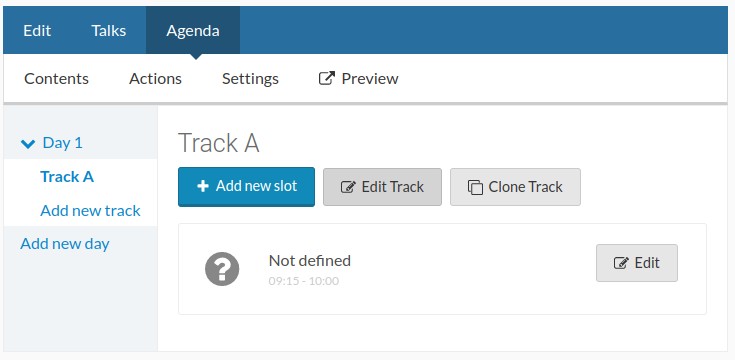 Edit Talks Agenda
Contents Actions Settings Preview
Day 1
Track A
Add new track
Add new day
Track A
+ Add new slot Edit Track Clone Track
Not defined
09:15 - 10:00
Edit